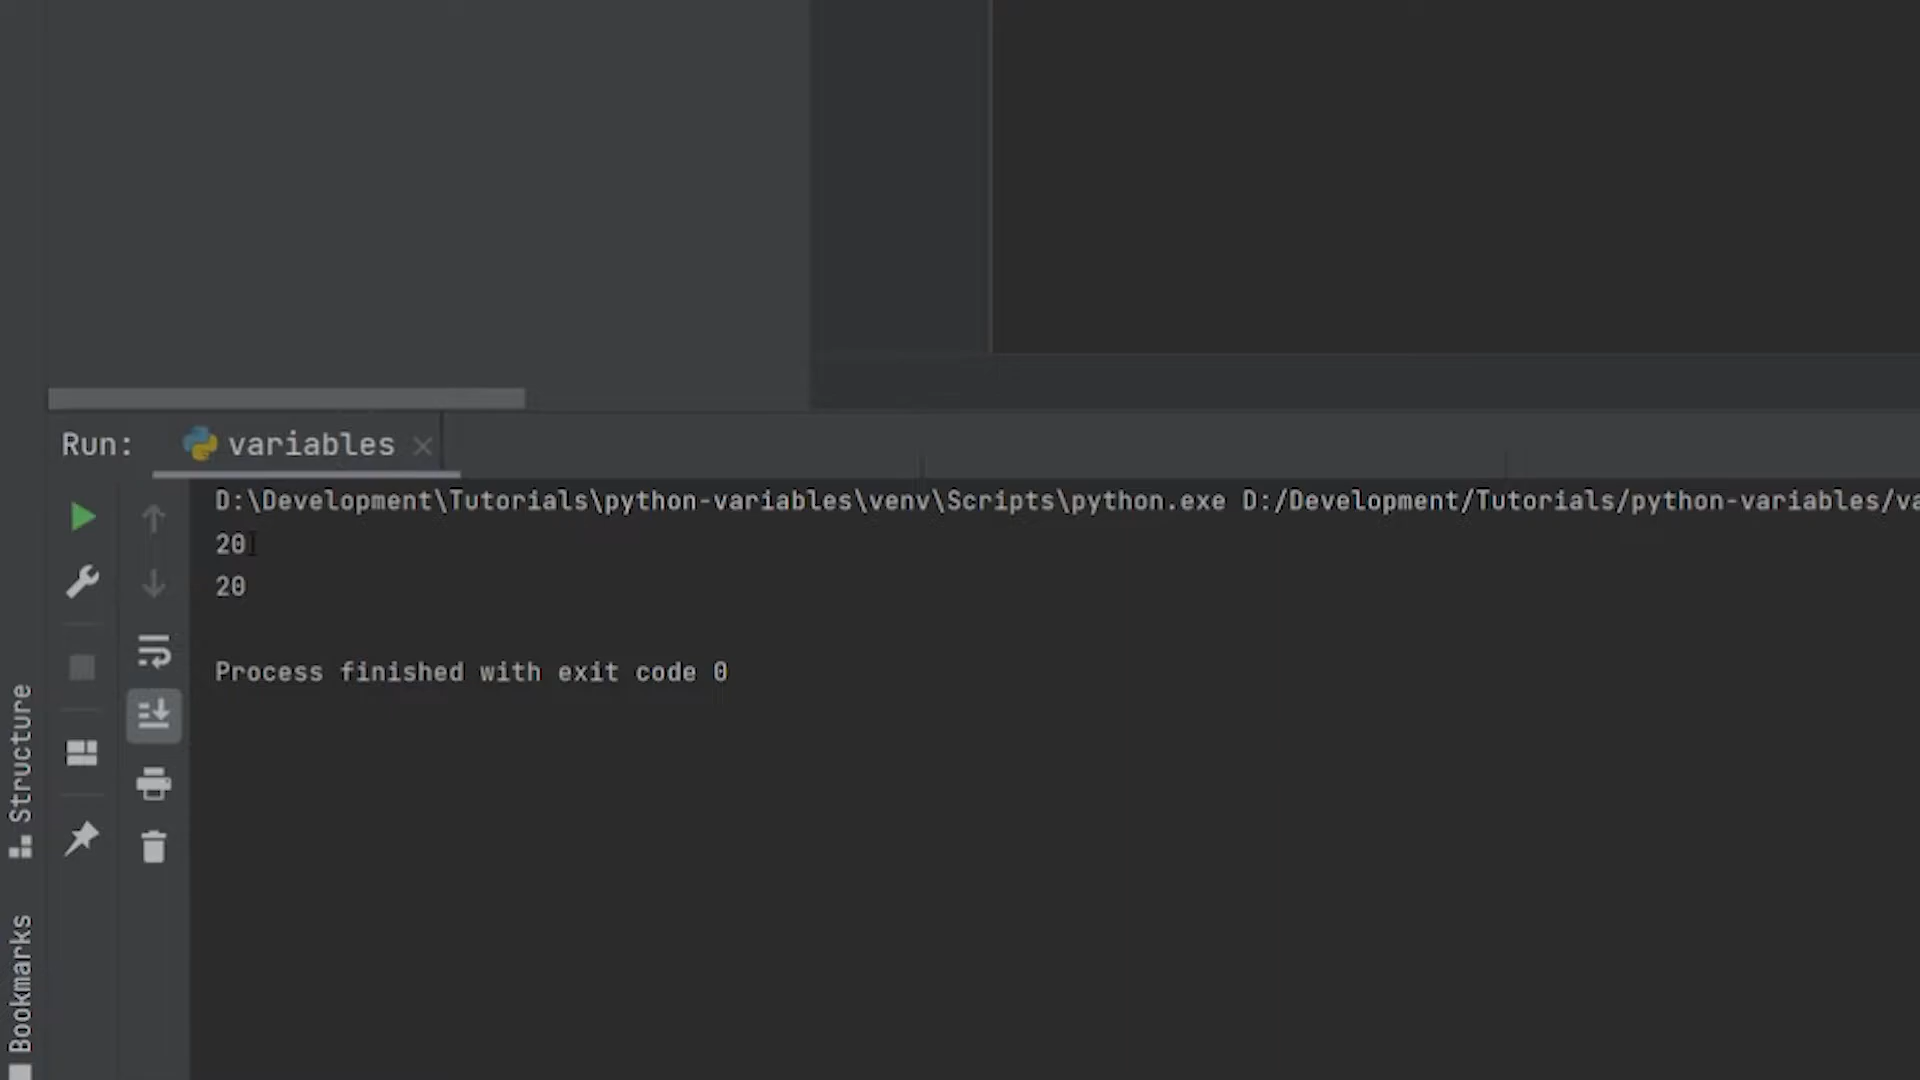 Run: variables
D:\Development\Tutorials\python-variables\venv\Scripts\python.exe D:/Development/Tutorials/python-variables/va
20
20
Process finished with exit code 0
Structure
Bookmarks